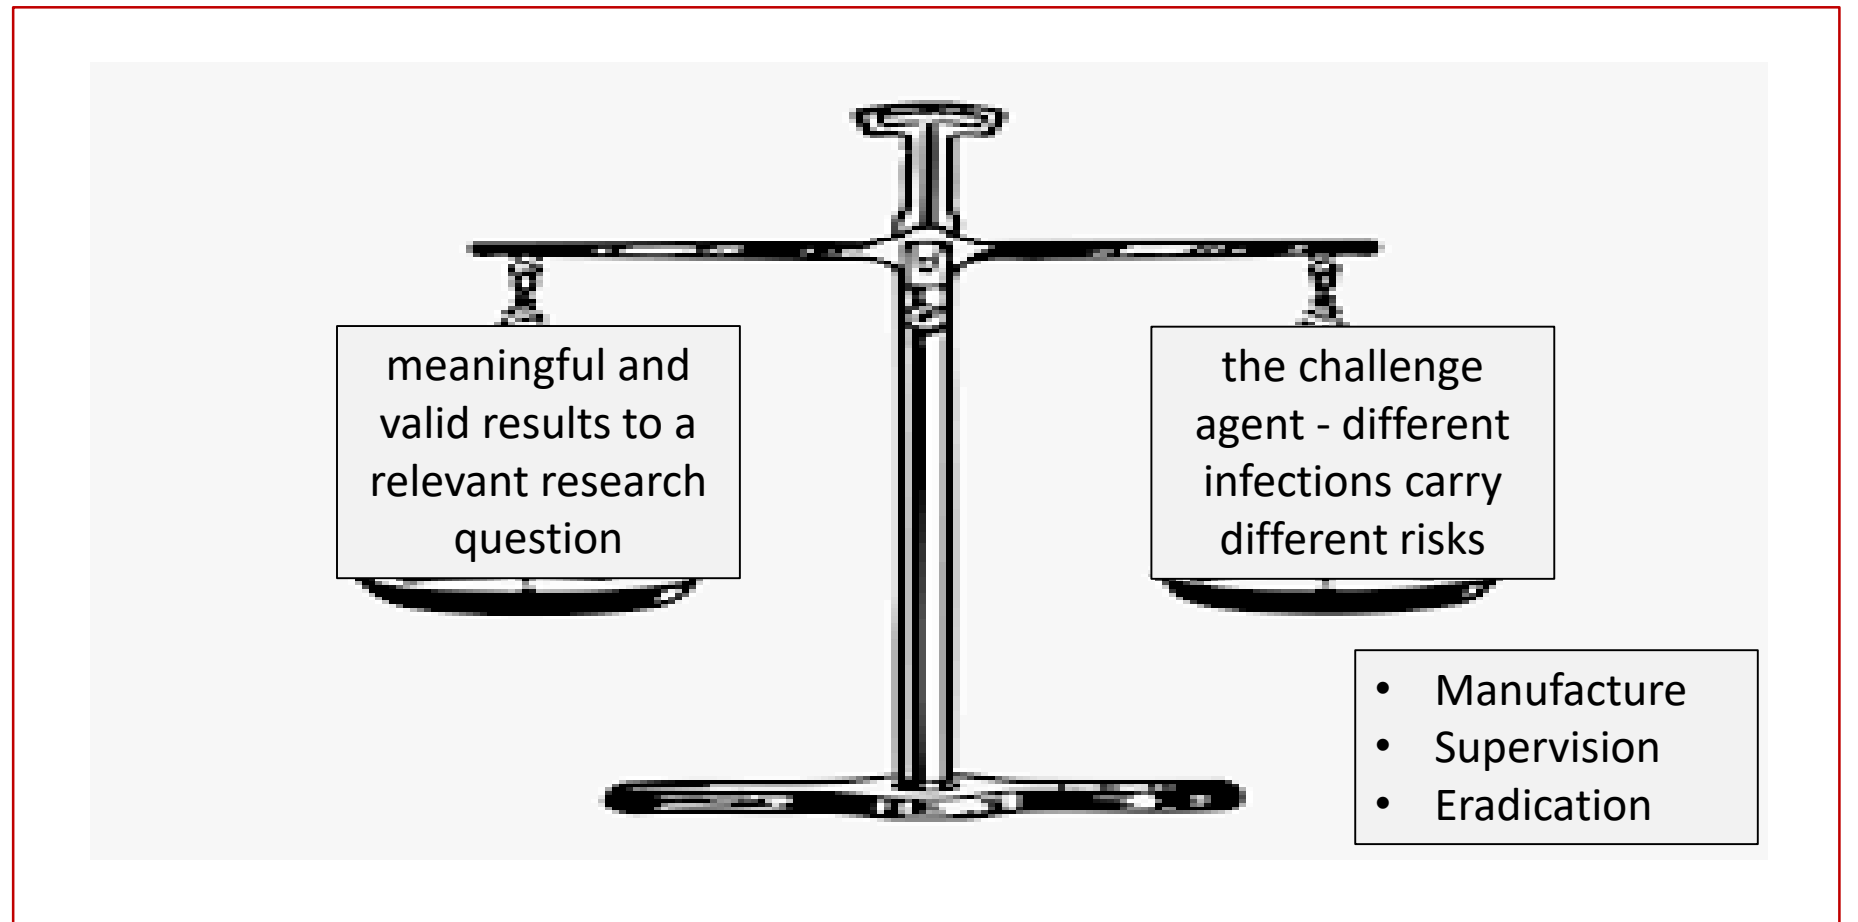 meaningful and
valid results to a
relevant research
question
the challenge
agent - different
infections carry
different risks
• Manufacture
• Supervision
• Eradication